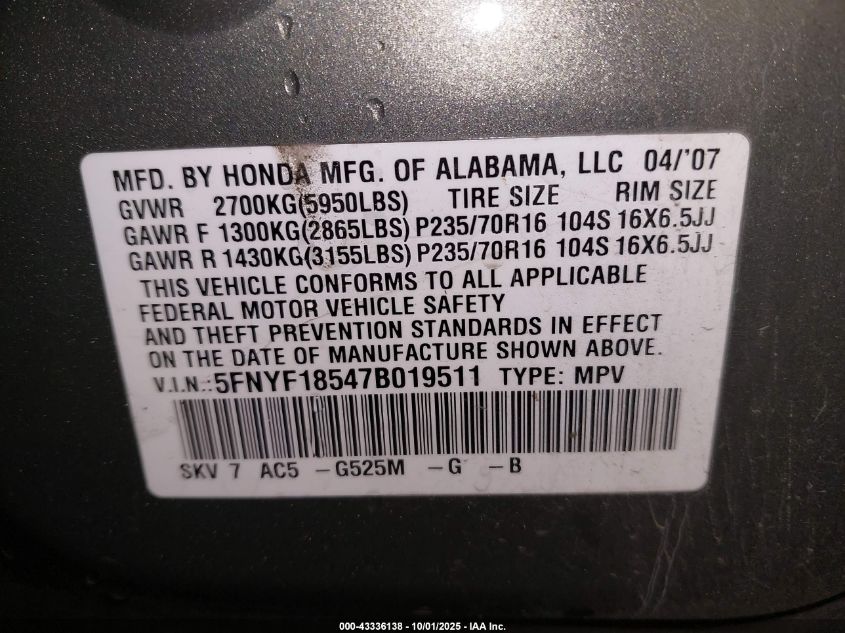 MFD. BY HONDA MFG. OF ALABAMA, LLC 04/'07
GVWR 2700KG(5950LBS) TIRE SIZE RIM SIZE
GAWR F 1300KG(2865LBS) P235/70R16 104S 16X6.5JJ
GAWR R 1430KG(3155LBS) P235/70R16 104S 16X6.5JJ
THIS VEHICLE CONFORMS TO ALL APPLICABLE
FEDERAL MOTOR VEHICLE SAFETY
AND THEFT PREVENTION STANDARDS IN EFFECT
ON THE DATE OF MANUFACTURE SHOWN ABOVE.
V.I.N.:5FNYF18547B019511 TYPE: MPV
SKV 7 AC5 -G525M -G -B
000-43336138 - 10/01/2025 - IAA Inc.